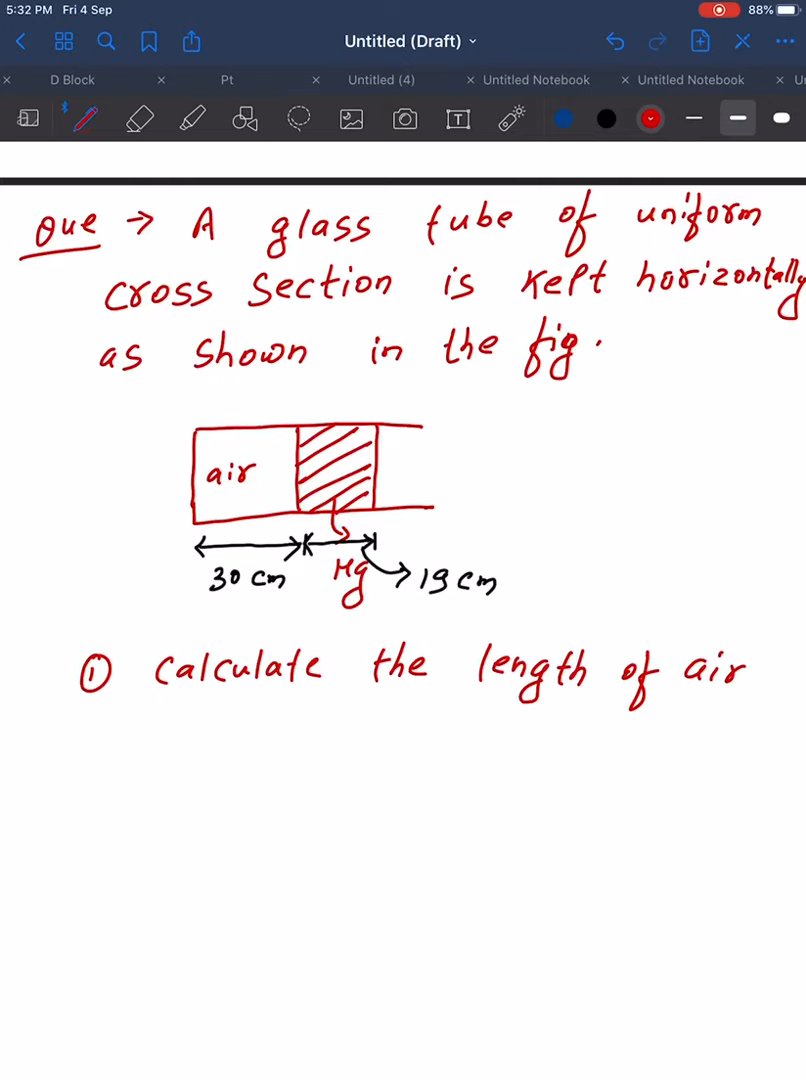 5:32 PM Fri 4 Sep 88%
Untitled (Draft)
D Block Pt Untitled (4) Untitled Notebook Untitled Notebook Ur
T
Que → A glass tube of uniform
cross section is kept horizontally
as shown in the fig.
air
30 cm Hg 19 cm
① calculate the length of air